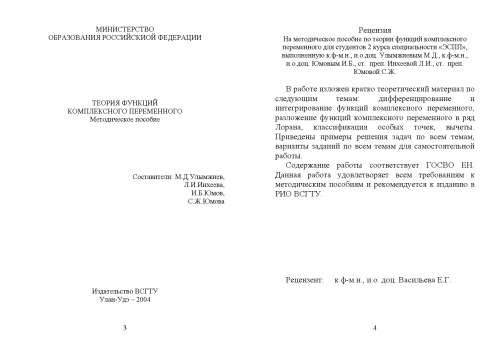 МИНИСТЕРСТВО
ОБРАЗОВАНИЯ РОССИЙСКОЙ ФЕДЕРАЦИИ
ТЕОРИЯ ФУНКЦИЙ
КОМПЛЕКСНОГО ПЕРЕМЕННОГО
Методическое пособие
Составители: М.Д.Улымжиев,
Л.И.Инхеева,
И.Б.Юмов,
С.Ж.Юмова
Издательство ВСГТУ
Улан-Удэ – 2004
3
Рецензия
На методическое пособие по теории функций комплексного
переменного для студентов 2 курса специальности «ЭСПП»,
выполненную к.ф-м.н., и.о.доц. Улымжиевым М.Д., к.ф-м.н.,
и.о.доц. Юмовым И.Б., ст. преп. Инхеевой Л.И., ст. преп.
Юмовой С.Ж.
В работе изложен кратко теоретический материал по
следующим темам: дифференцирование и
интегрирование функций комплексного переменного,
разложение функций комплексного переменного в ряд
Лорана, классификация особых точек, вычеты.
Приведены примеры решения задач по всем темам,
варианты заданий по всем темам для самостоятельной
работы.
Содержание работы соответствует ГОСВО ЕН.
Данная работа удовлетворяет всем требованиям к
методическим пособиям и рекомендуется к изданию в
РИО ВСГТУ.
Рецензент: к.ф-м.н., и.о. доц. Васильева Е.Г.
4